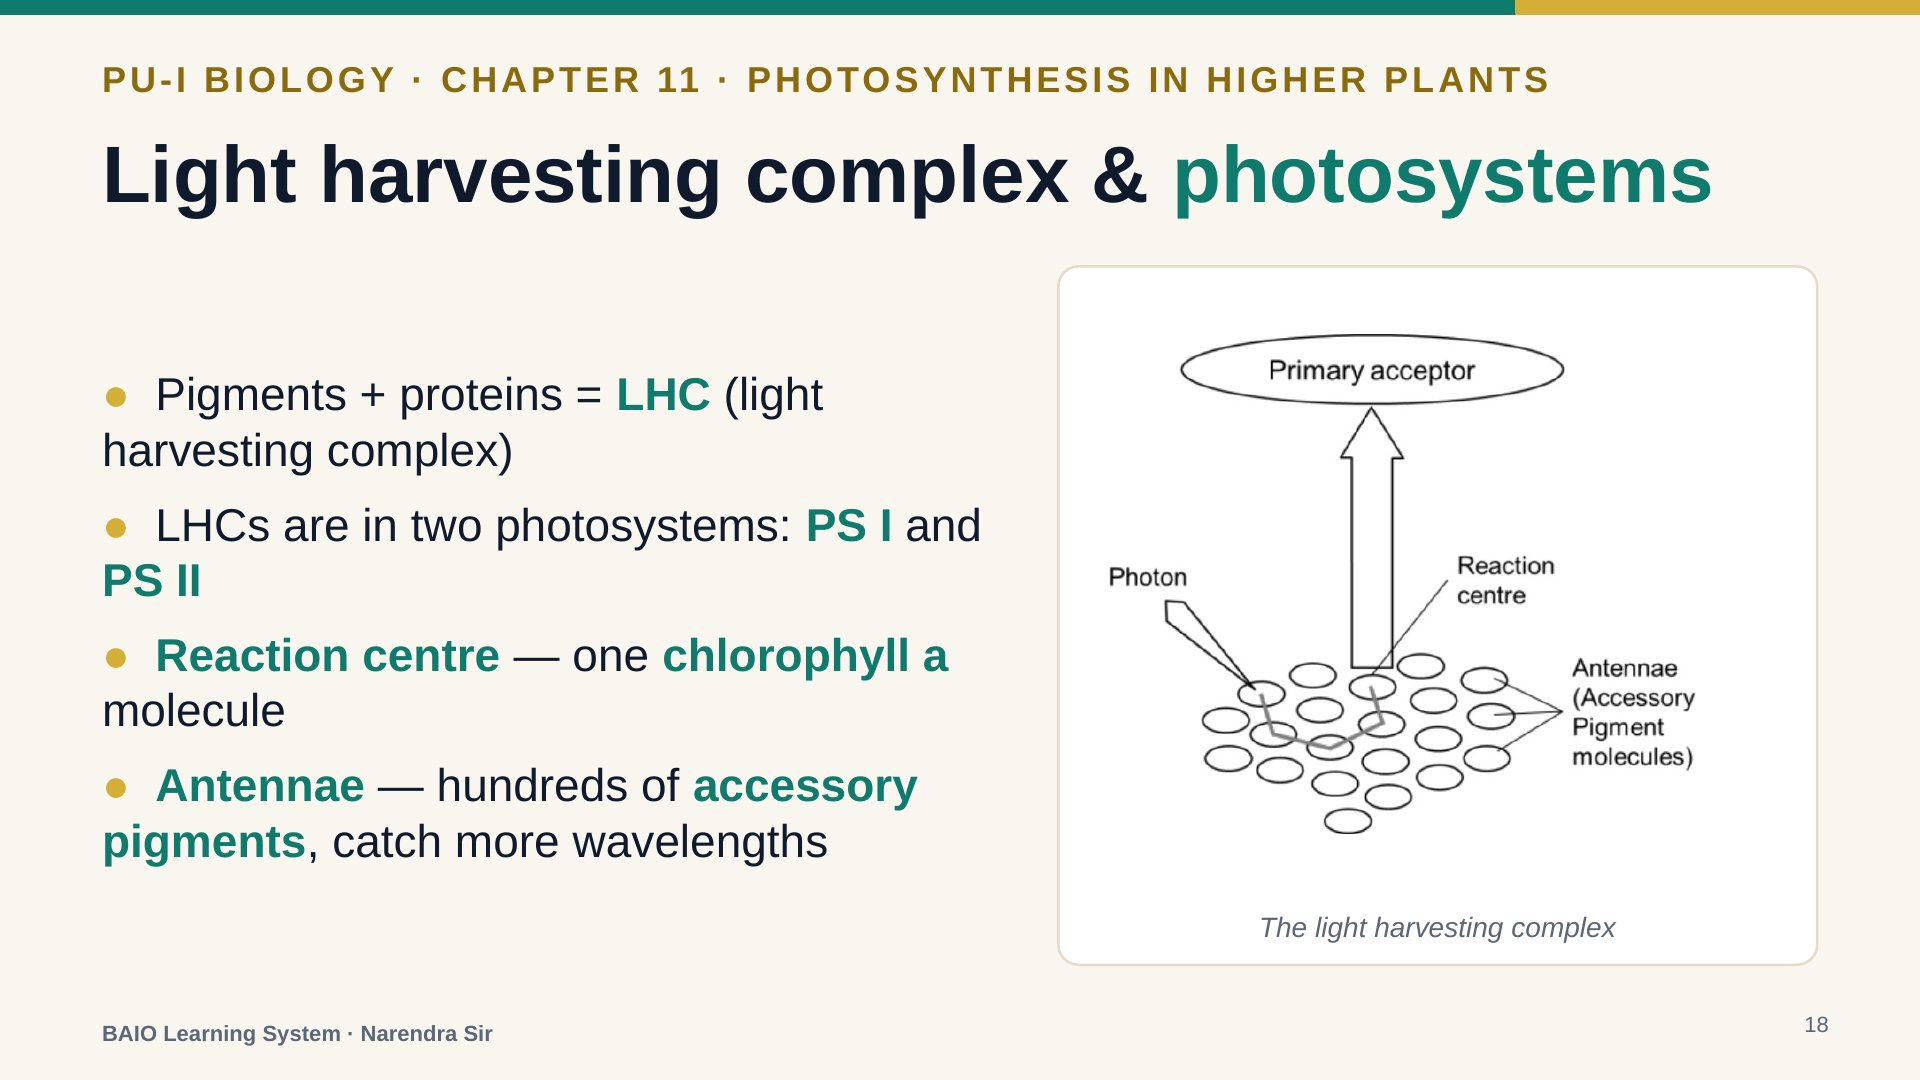 PU-I BIOLOGY · CHAPTER 11 · PHOTOSYNTHESIS IN HIGHER PLANTS
Light harvesting complex & photosystems
● Pigments + proteins = LHC (light
harvesting complex)
● LHCs are in two photosystems: PS I and
PS II
● Reaction centre — one chlorophyll a
molecule
● Antennae — hundreds of accessory
pigments, catch more wavelengths
Primary acceptor
Photon
Reaction
centre
Antennae
(Accessory
Pigment
molecules)
The light harvesting complex
BAIO Learning System · Narendra Sir
18